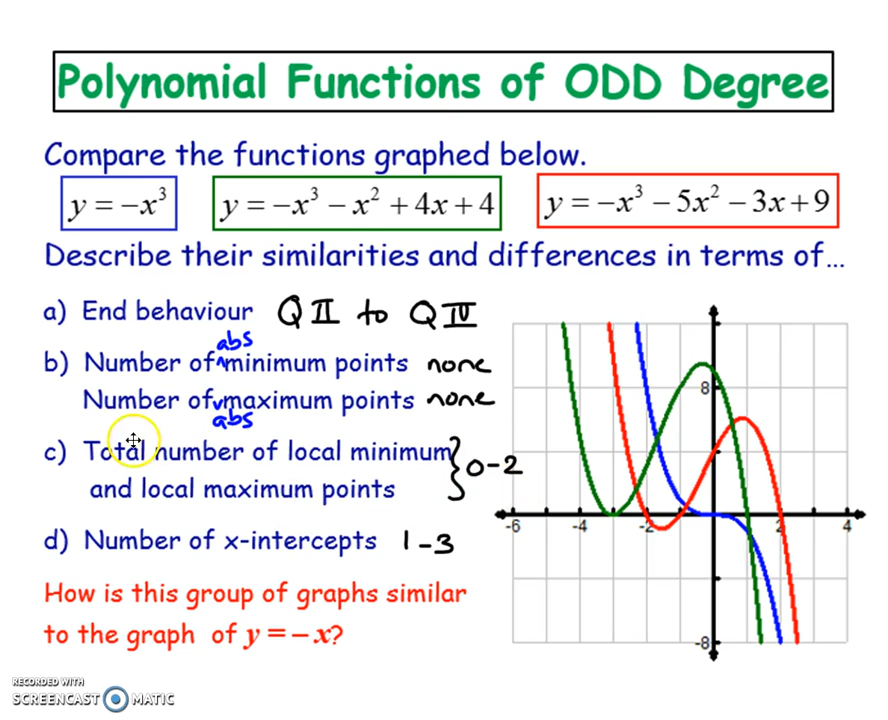 Polynomial Functions of ODD Degree
Compare the functions graphed below.
y = −x³ y = −x³ − x² + 4x + 4 y = −x³ − 5x² − 3x + 9
Describe their similarities and differences in terms of...
a) End behaviour QII to QIV
abs
b) Number of minimum points none
Number of maximum points none
abs
c) Total number of local minimum
and local maximum points } 0-2
d) Number of x-intercepts 1-3
How is this group of graphs similar
to the graph of y = − x?
8
-6 -4 -2 2 4
-8
RECORDED WITH
SCREENCAST MATIC